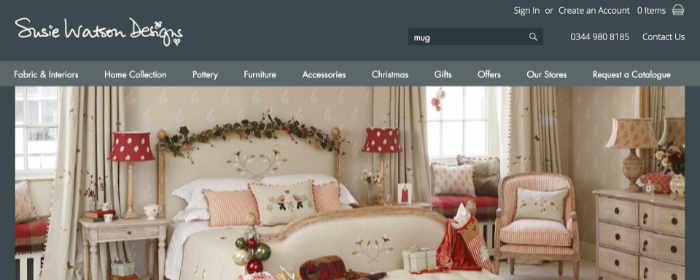 Sign In or Create an Account 0 Items
Susie Watson Designs
mug
0344 980 8185 Contact Us
Fabric & Interiors Home Collection Pottery Furniture Accessories Christmas Gifts Offers Our Stores Request a Catalogue